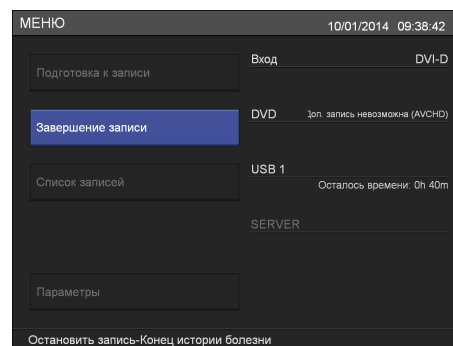 МЕНЮ 10/01/2014 09:38:42
Подготовка к записи
Вход DVI-D
Завершение записи
DVD Доп. запись невозможна (AVCHD)
Список записей
USB 1
Осталось времени: 0h 40m
SERVER
Параметры
Остановить запись-Конец истории болезни